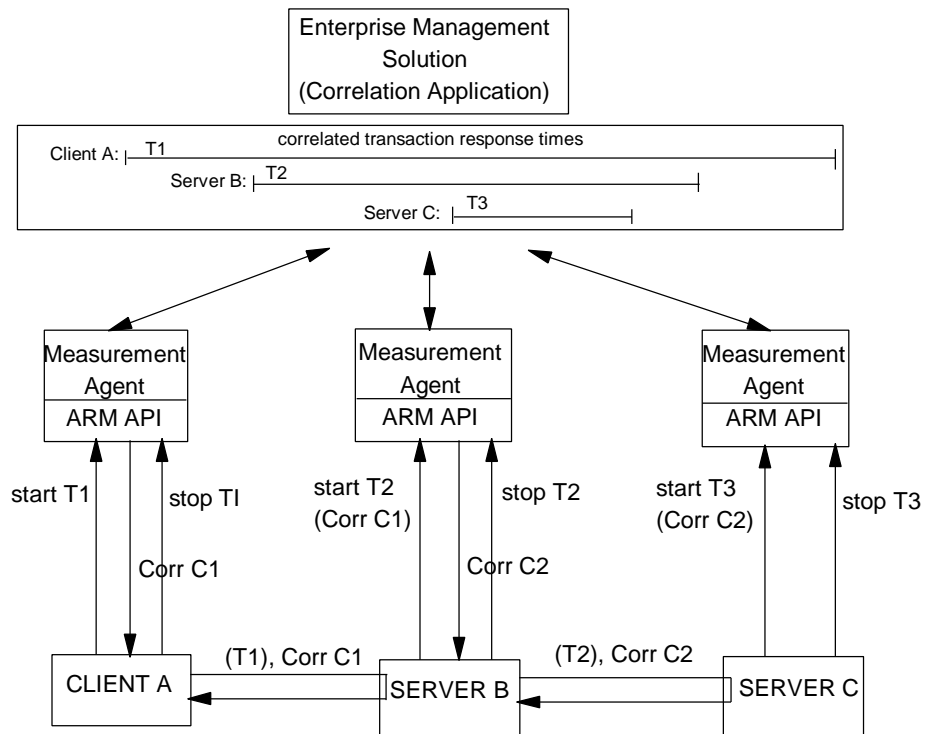 Enterprise Management
Solution
(Correlation Application)
correlated transaction response times
Client A: T1
Server B: T2
Server C: T3
Measurement
Agent
ARM API
Measurement
Agent
ARM API
Measurement
Agent
ARM API
start T1
stop TI
Corr C1
start T2
(Corr C1)
stop T2
Corr C2
start T3
(Corr C2)
stop T3
(T1), Corr C1
(T2), Corr C2
CLIENT A
SERVER B
SERVER C